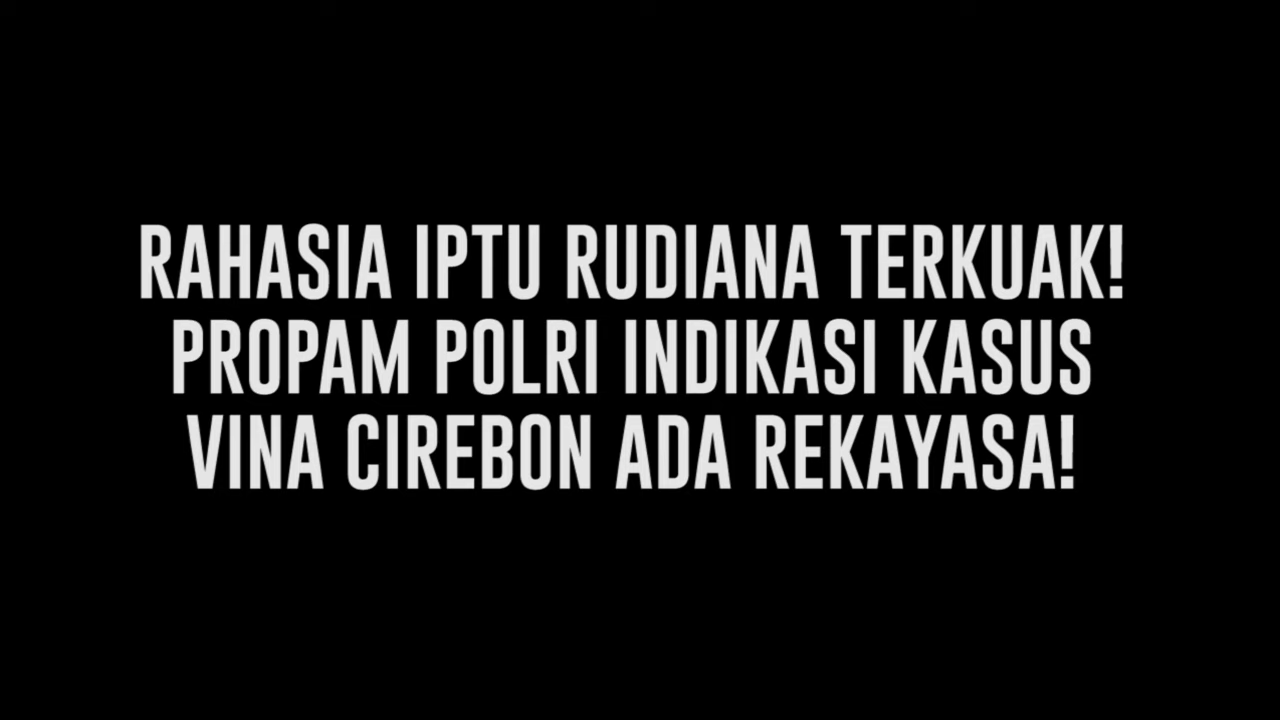 RAHASIA IPTU RUDIANA TERKUAK!
PROPAM POLRI INDIKASI KASUS
VINA CIREBON ADA REKAYASA!